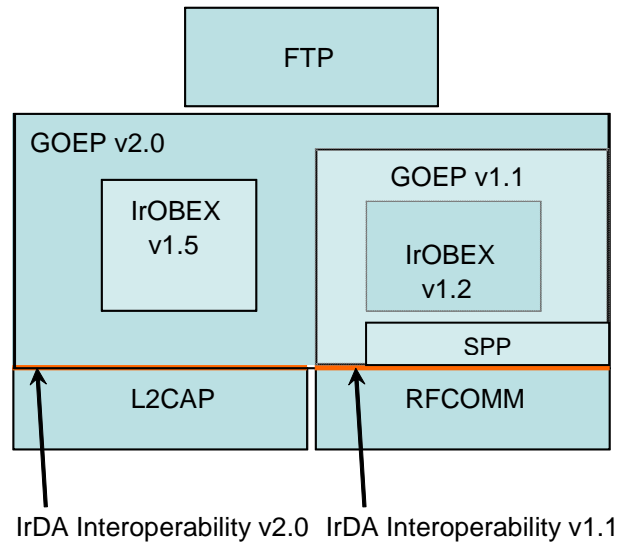 FTP
GOEP v2.0
GOEP v1.1
IrOBEX
v1.5
IrOBEX
v1.2
SPP
L2CAP
RFCOMM
IrDA Interoperability v2.0
IrDA Interoperability v1.1